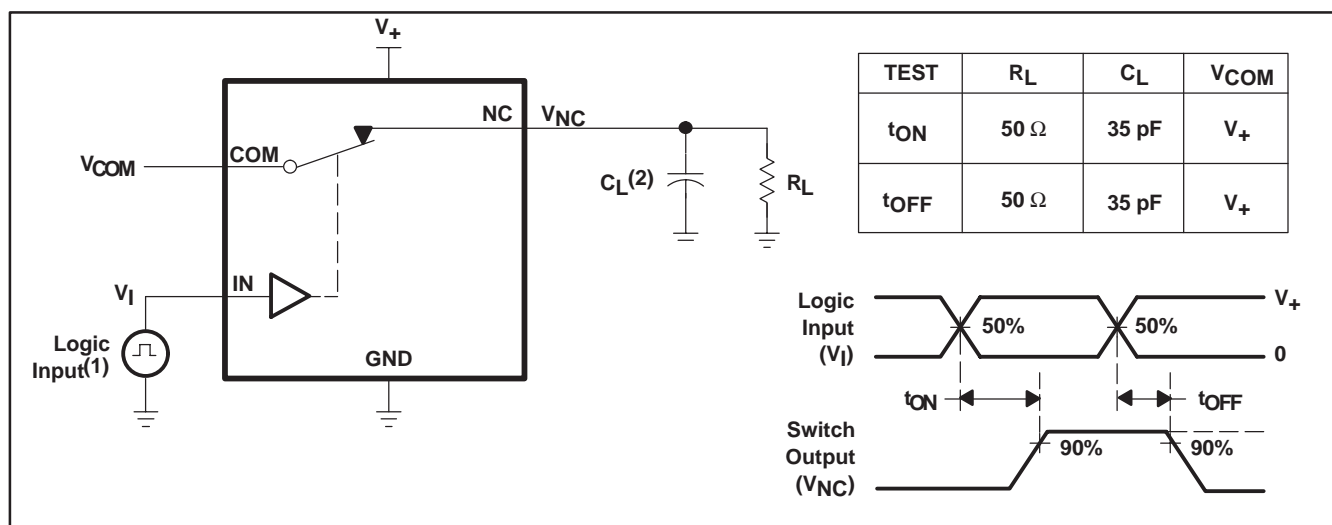 V+
NC
VNC
COM
VCOM
CL(2)
RL
VI
IN
Logic
Input(1)
GND
TEST RL CL VCOM
tON 50 Ω 35 pF V+
tOFF 50 Ω 35 pF V+
Logic
Input
(VI)
50%
50%
V+
0
tON
tOFF
Switch
Output
(VNC)
90%
90%